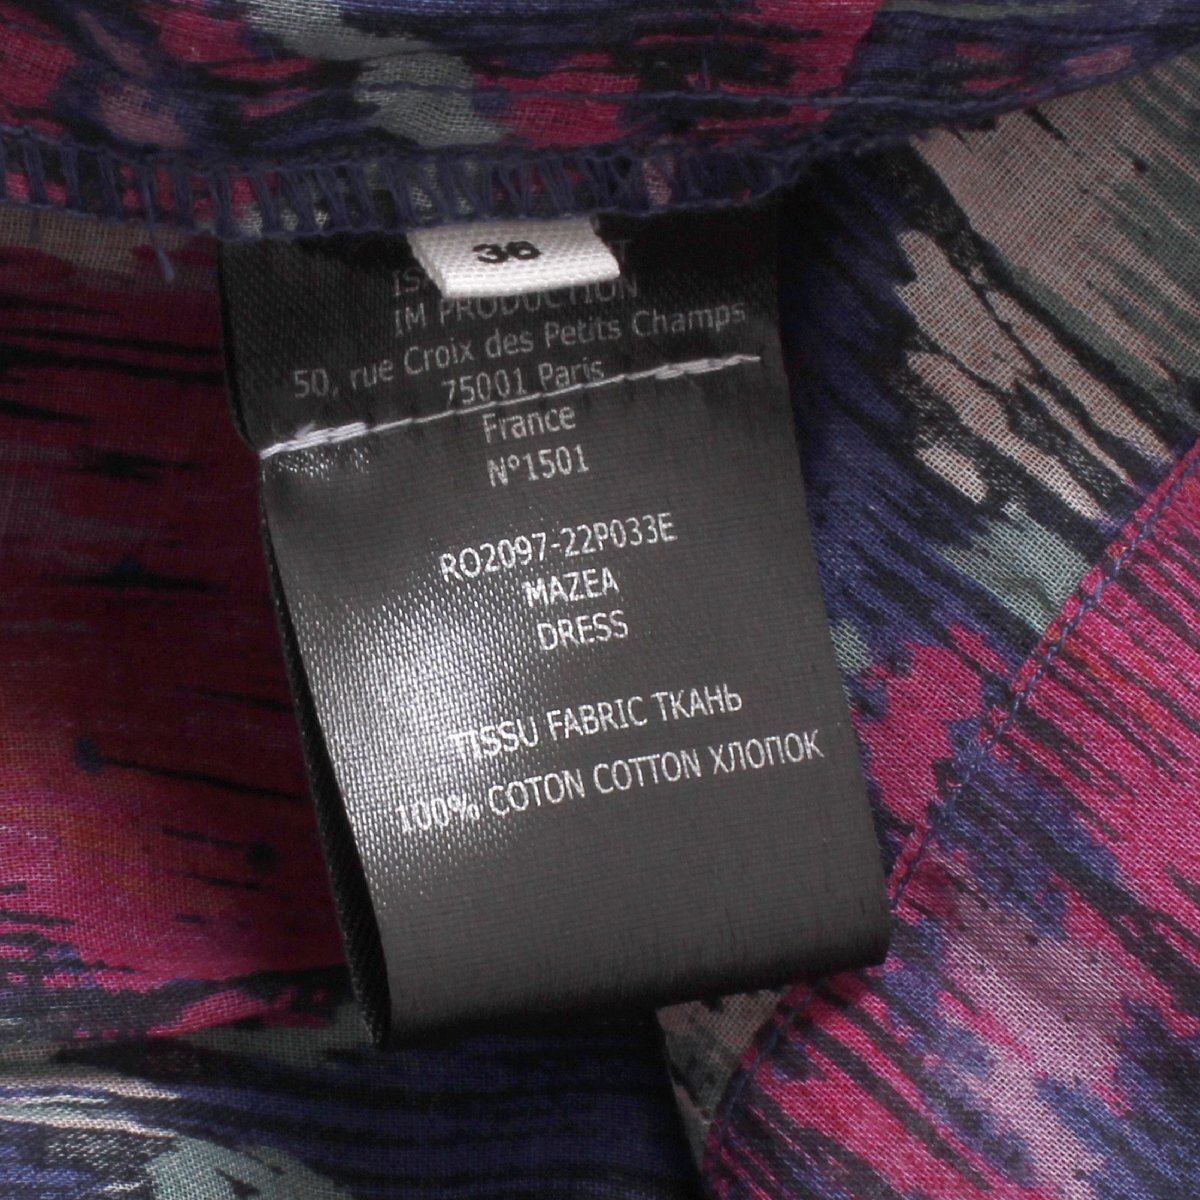 36
IM PRODUCTION
50, rue Croix des Petits Champs
75001 Paris
France
N°1501
RO2097-22P033E
MAZEA
DRESS
TISSU FABRIC ТКАНЬ
100% COTON COTTON ХЛОПОК